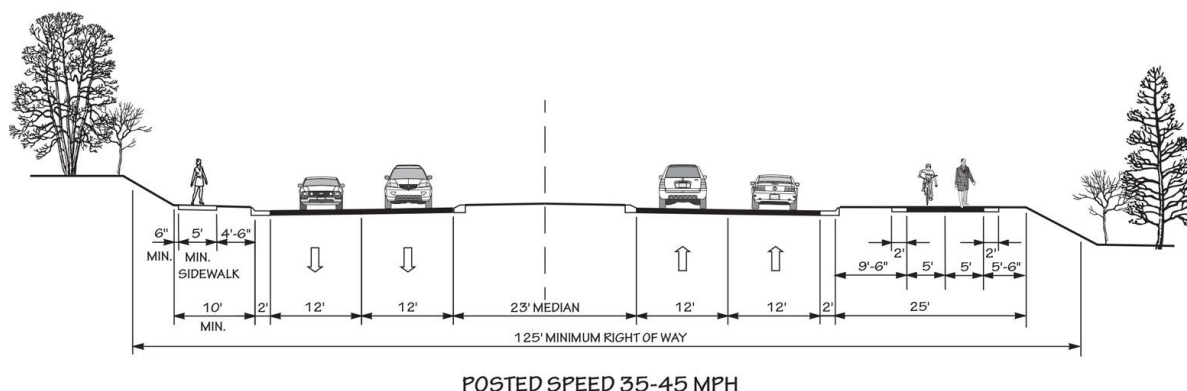 6" 5' 4'-6"
MIN. MIN.
SIDEWALK
2' 2'
9'-6" 5' 5' 5'-6"
10' 2' 12' 12' 23' MEDIAN 12' 12' 2' 25'
MIN.
125' MINIMUM RIGHT OF WAY
POSTED SPEED 35-45 MPH